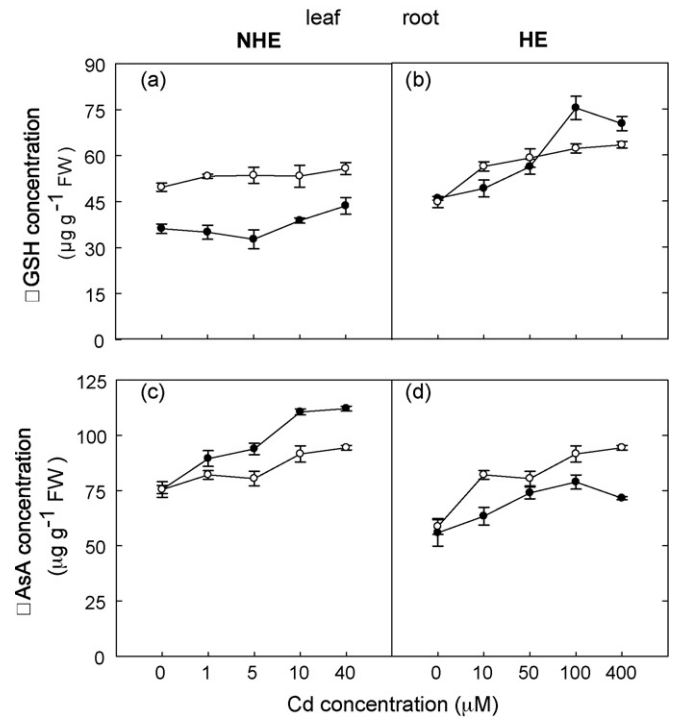 leaf root
NHE HE
90
75
60
45
30
15
0
(a) (b)
□GSH concentration
(µg g⁻¹ FW)
125
100
75
50
25
0
(c) (d)
□AsA concentration
(µg g⁻¹ FW)
0 1 5 10 40 0 10 50 100 400
Cd concentration (µM)